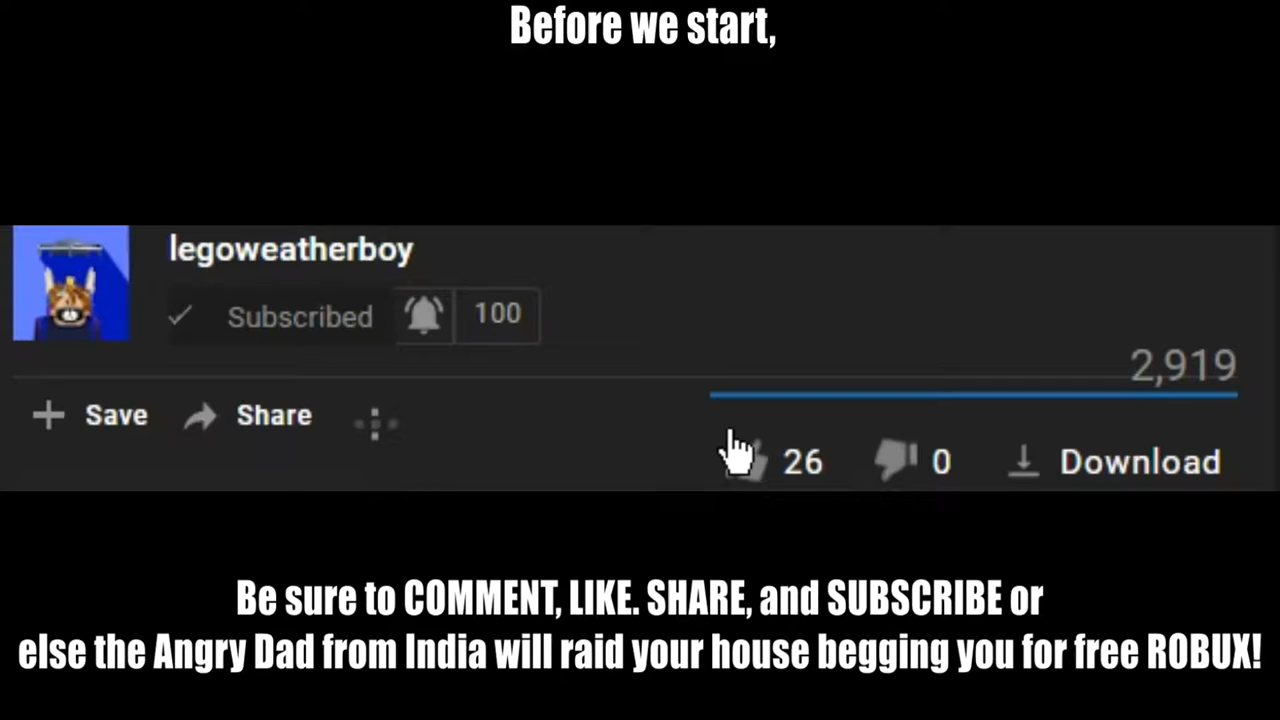 Before we start,
legoweatherboy
Subscribed 100
2,919
Save Share
26 0 Download
Be sure to COMMENT, LIKE. SHARE, and SUBSCRIBE or
else the Angry Dad from India will raid your house begging you for free ROBUX!